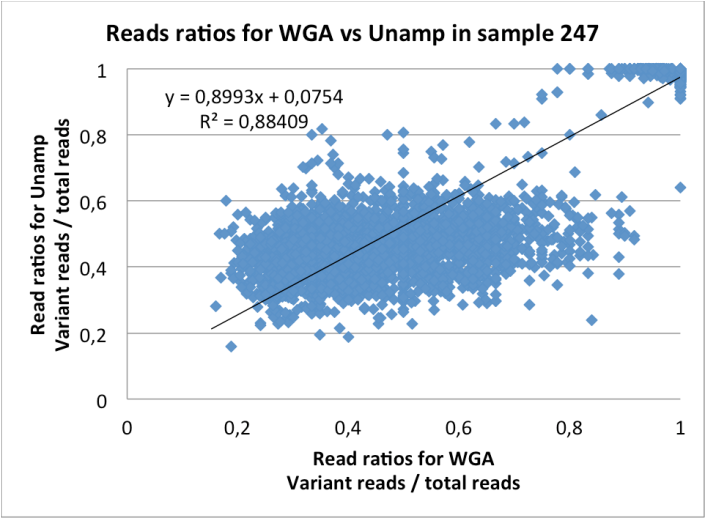 Reads ratios for WGA vs Unamp in sample 247
y = 0,8993x + 0,0754
R² = 0,88409
Read ratios for Unamp
Variant reads / total reads
1
0,8
0,6
0,4
0,2
0
0
0,2
0,4
0,6
0,8
1
Read ratios for WGA
Variant reads / total reads